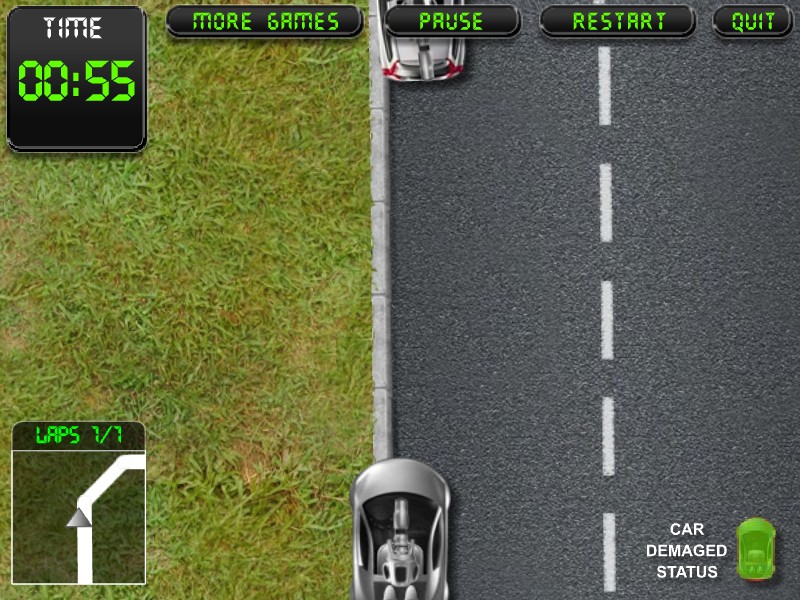 TIME
00:55
MORE GAMES
PAUSE
RESTART
QUIT
LAPS 1/1
CAR
DEMAGED
STATUS